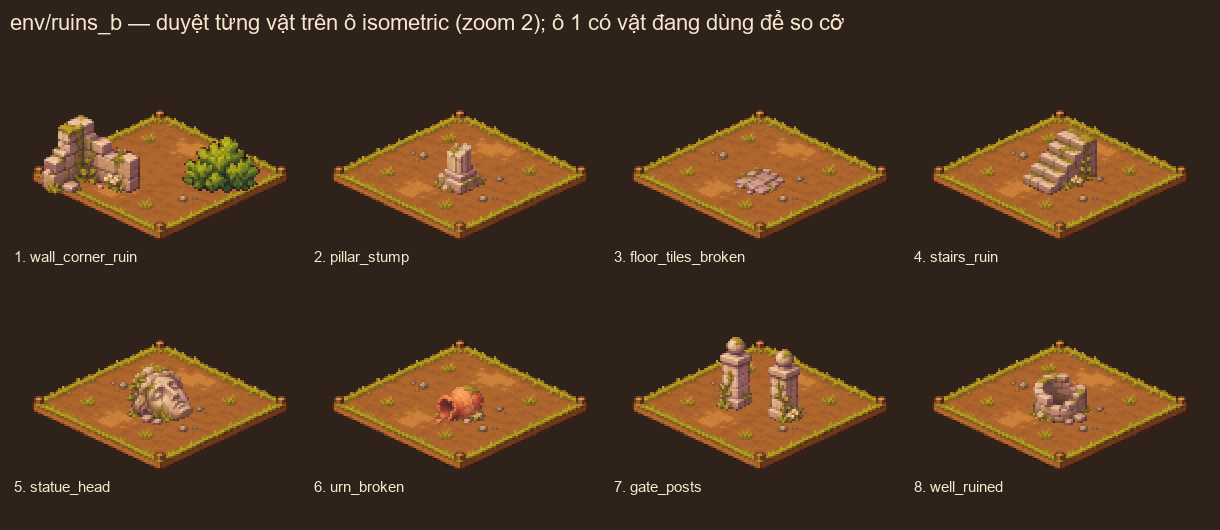 env/ruins_b — duyệt từng vật trên ô isometric (zoom 2); ô 1 có vật đang dùng để so cỡ
1. wall_corner_ruin
2. pillar_stump
3. floor_tiles_broken
4. stairs_ruin
5. statue_head
6. urn_broken
7. gate_posts
8. well_ruined